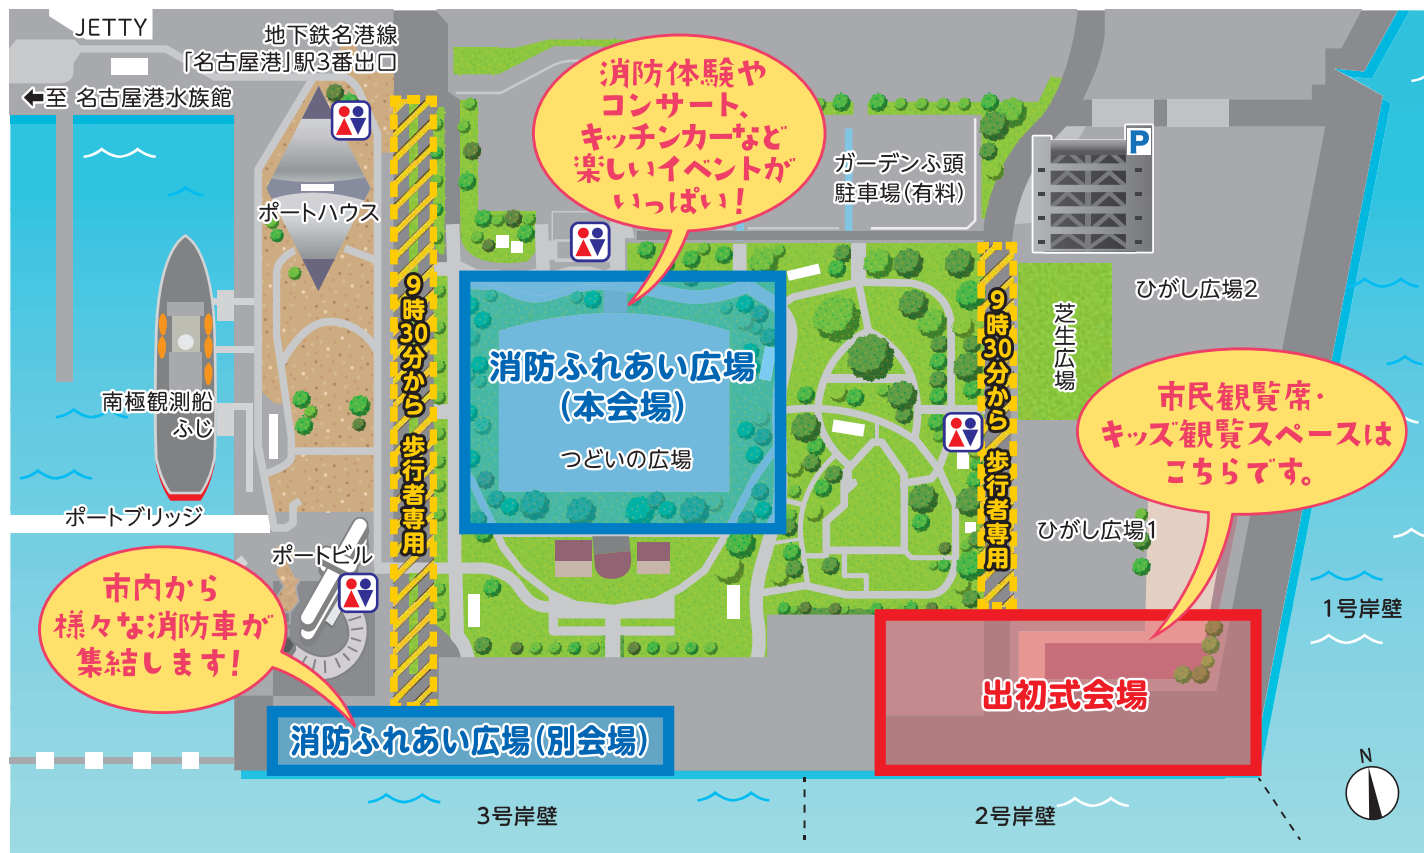 JETTY
地下鉄名港線
「名古屋港」駅3番出口
←至 名古屋港水族館
消防体験や
コンサート、
キッチンカーなど
楽しいイベントが
いっぱい!
ガーデンふ頭
駐車場(有料)
P
ポートハウス
9時30分から 歩行者専用
9時30分から 歩行者専用
ひがし広場2
芝生広場
消防ふれあい広場
(本会場)
つどいの広場
南極観測船
ふじ
市民観覧席・
キッズ観覧スペースは
こちらです。
ポートブリッジ
ポートビル
ひがし広場1
市内から
様々な消防車が
集結します!
1号岸壁
出初式会場
消防ふれあい広場(別会場)
3号岸壁
2号岸壁
N